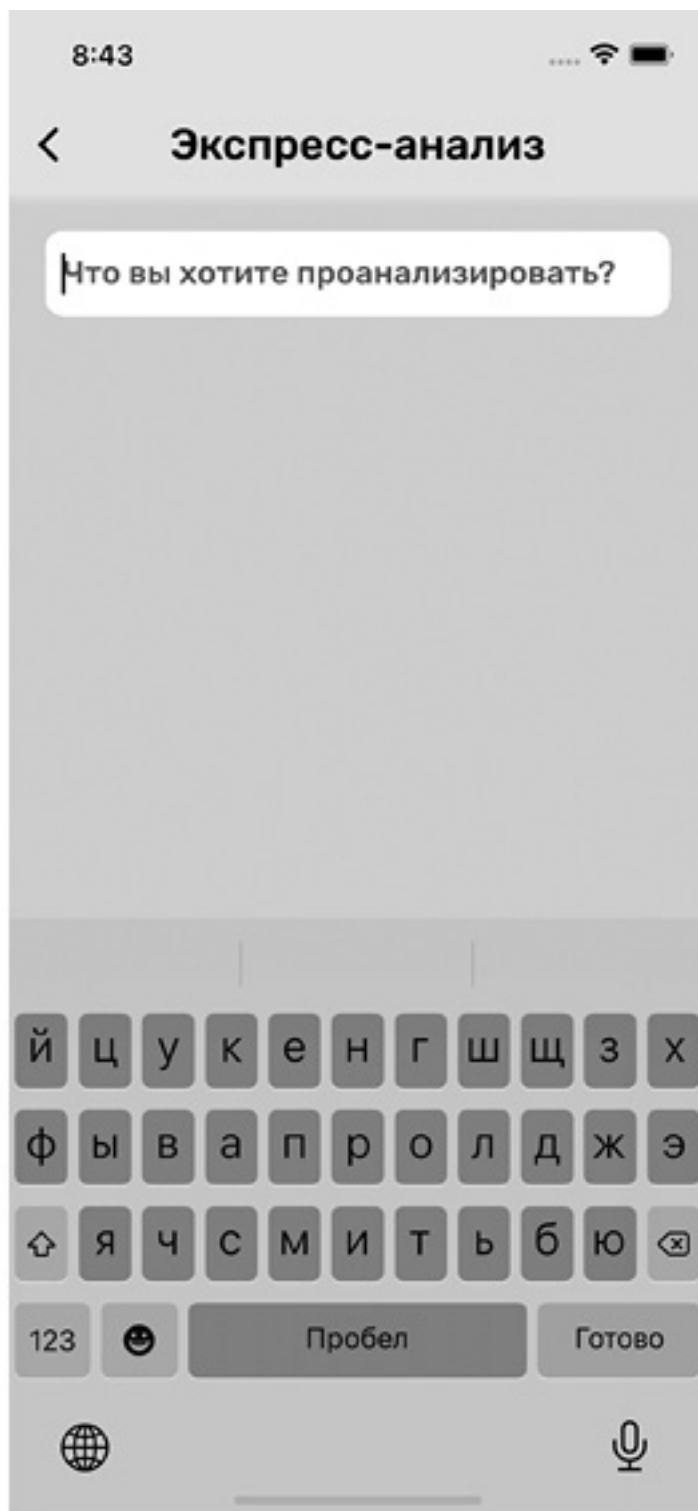 8:43
Экспресс-анализ
Что вы хотите проанализировать?
й ц у к е н г ш щ з х
ф ы в а п р о л д ж э
я ч с м и т ь б ю
123 Пробел Готово